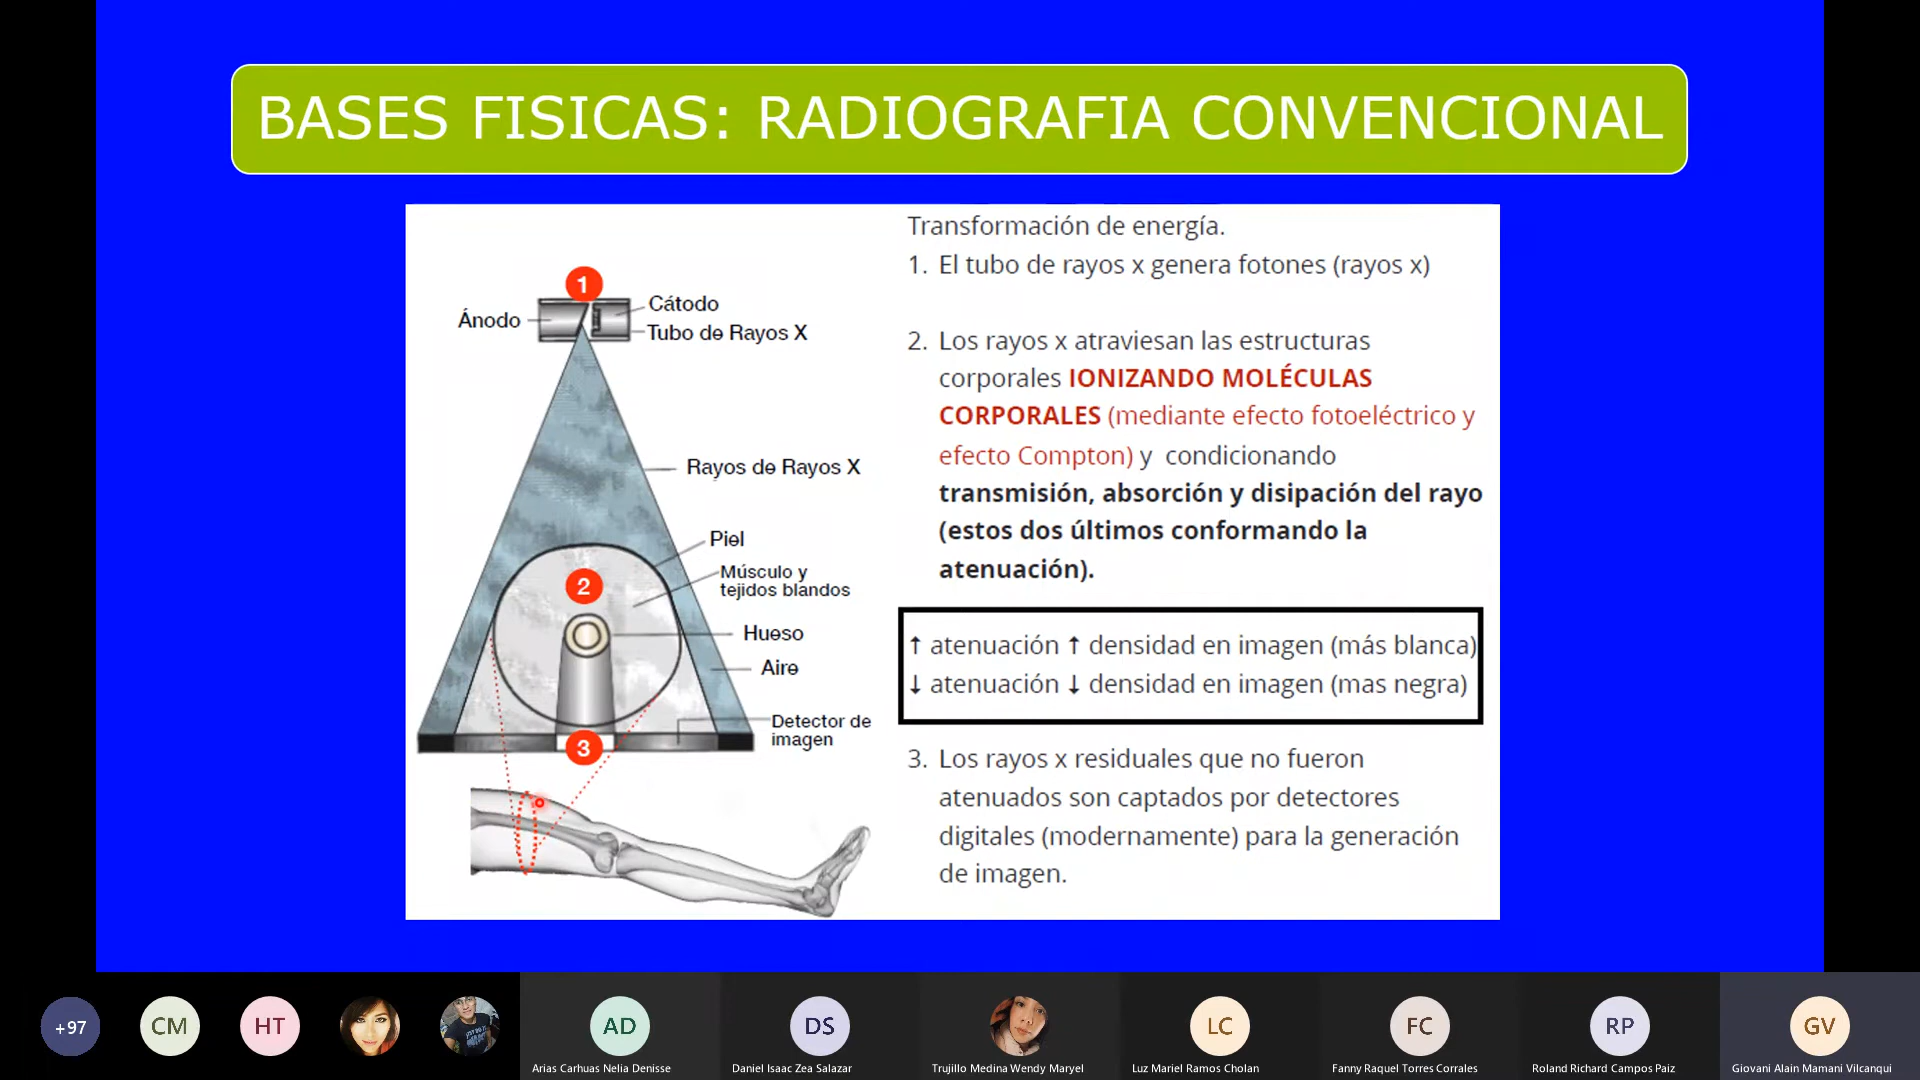 BASES FISICAS: RADIOGRAFIA CONVENCIONAL
1
Ánodo
Cátodo
Tubo de Rayos X
Rayos de Rayos X
Piel
2
Músculo y
tejidos blandos
Hueso
Aire
Detector de
imagen
3
Transformación de energía.
1. El tubo de rayos x genera fotones (rayos x)
2. Los rayos x atraviesan las estructuras
corporales IONIZANDO MOLÉCULAS
CORPORALES (mediante efecto fotoeléctrico y
efecto Compton) y condicionando
transmisión, absorción y disipación del rayo
(estos dos últimos conformando la
atenuación).
↑ atenuación ↑ densidad en imagen (más blanca)
↓ atenuación ↓ densidad en imagen (mas negra)
3. Los rayos x residuales que no fueron
atenuados son captados por detectores
digitales (modernamente) para la generación
de imagen.
+97
CM
HT
AD
DS
LC
FC
RP
GV
Arias Carhuas Nelia Denisse
Daniel Isaac Zea Salazar
Trujillo Medina Wendy Maryel
Luz Mariel Ramos Cholan
Fanny Raquel Torres Corrales
Roland Richard Campos Paiz
Giovani Alain Mamani Vilcanqui